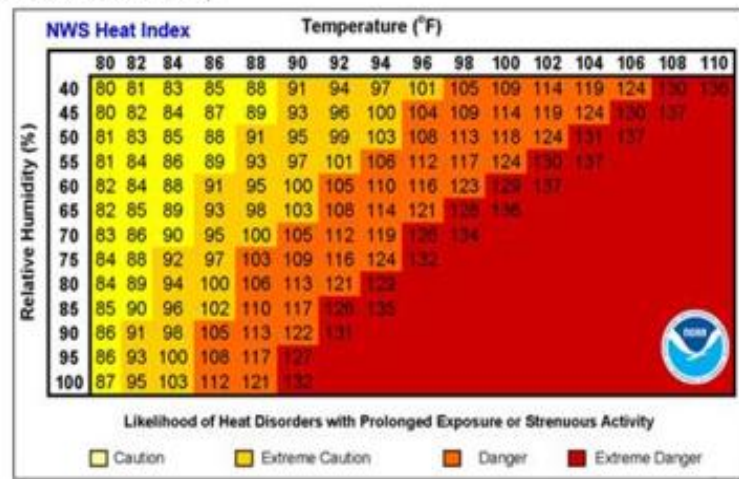 NWS Heat Index Temperature (°F)
80 82 84 86 88 90 92 94 96 98 100 102 104 106 108 110
40 80 81 83 85 88 91 94 97 101 105 109 114 119 124 130 136
45 80 82 84 87 89 93 96 100 104 109 114 119 124 130 137
50 81 83 85 88 91 95 99 103 108 113 118 124 131 137
55 81 84 86 89 93 97 101 106 112 117 124 130 137
60 82 84 88 91 95 100 105 110 116 123 129 137
65 82 85 89 93 98 103 108 114 121 128 136
70 83 86 90 95 100 105 112 119 126 134
75 84 88 92 97 103 109 116 124 132
80 84 89 94 100 106 113 121 129
85 85 90 96 102 110 117 126 135
90 86 91 98 105 113 122 131
95 86 93 100 108 117 127
100 87 95 103 112 121 132
Relative Humidity (%)
NOAA
Likelihood of Heat Disorders with Prolonged Exposure or Strenuous Activity
Caution Extreme Caution Danger Extreme Danger